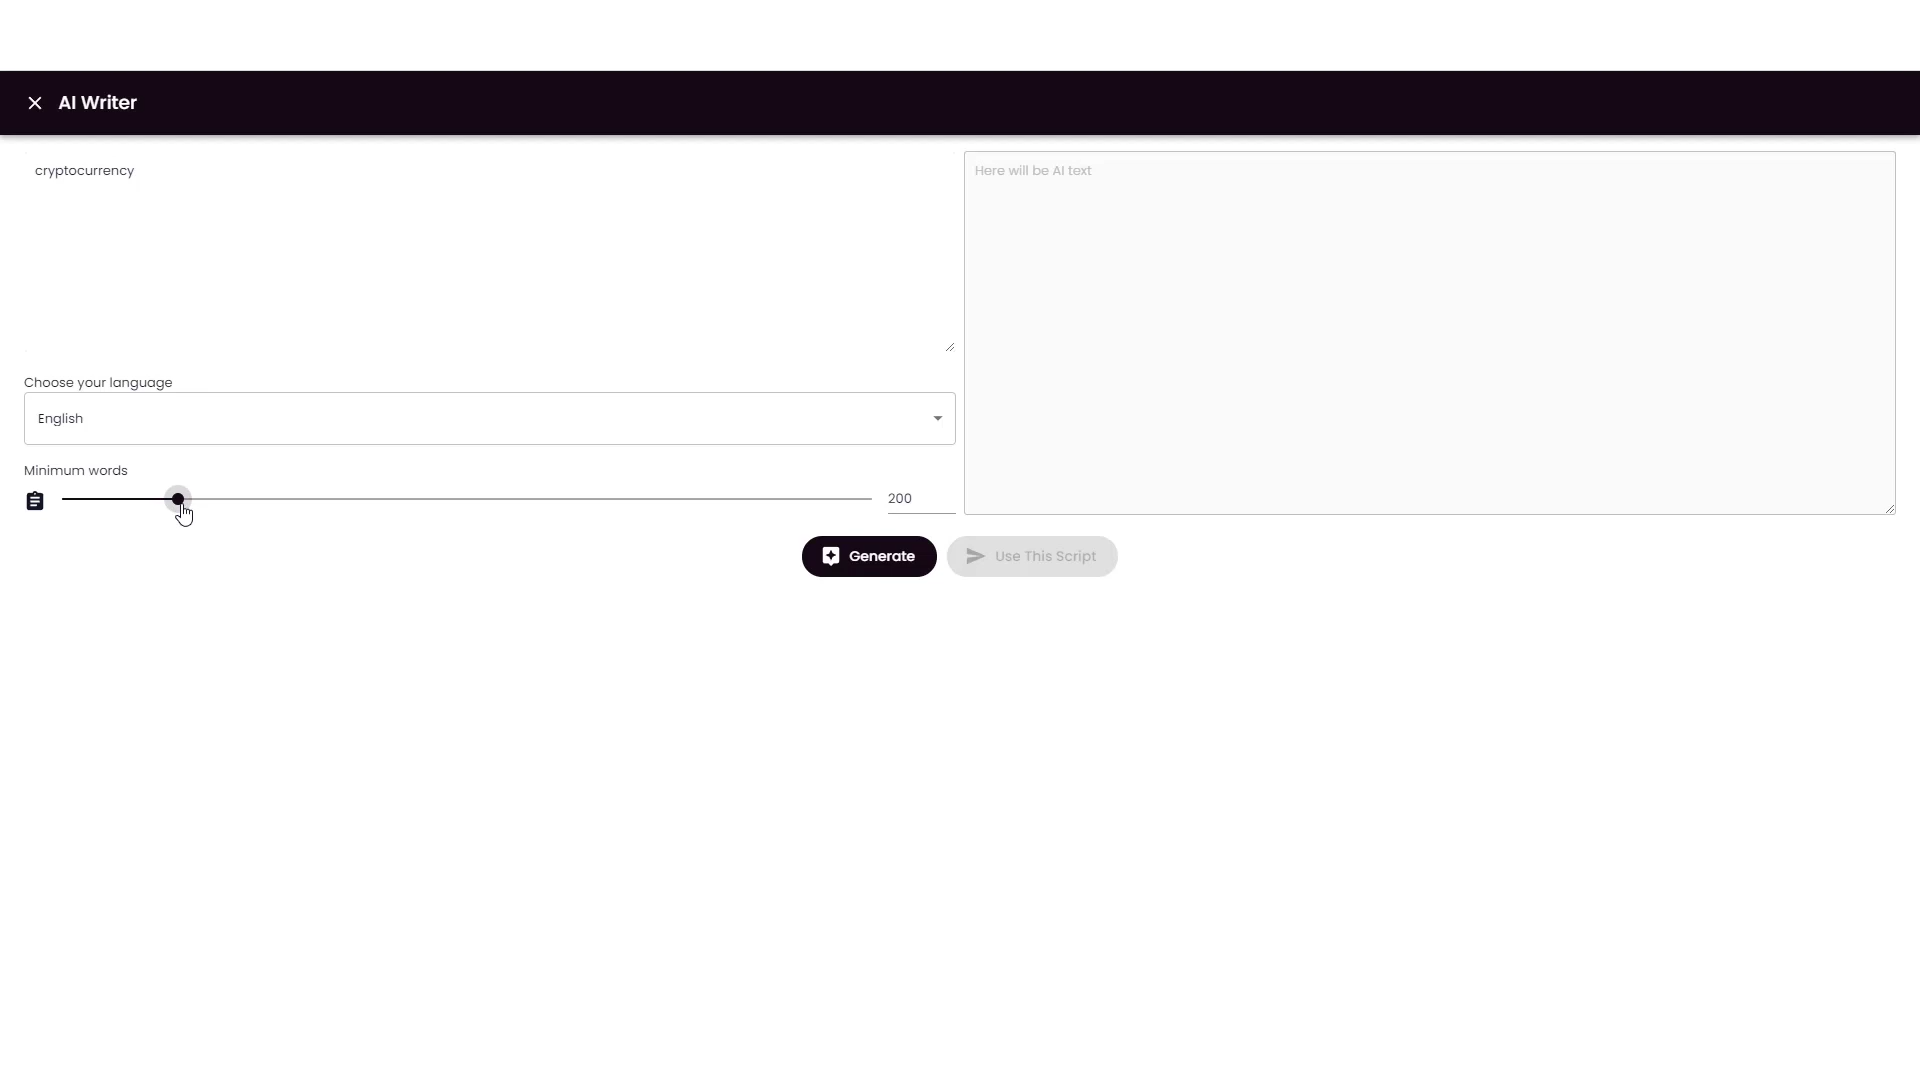 AI Writer
cryptocurrency
Here will be AI text
Choose your language
English
Minimum words
200
Generate
Use This Script